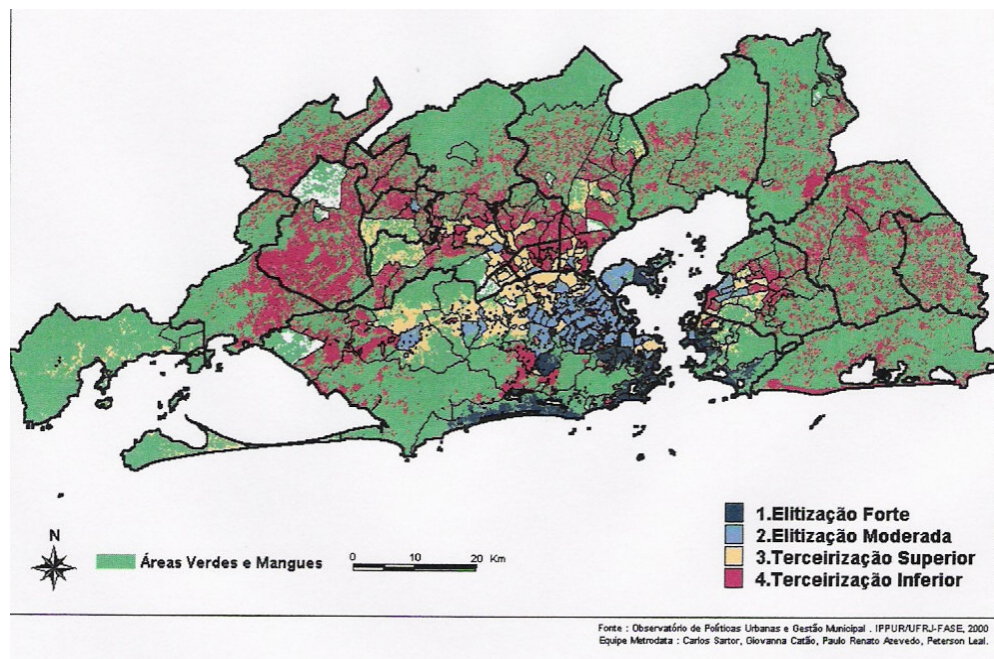 1.Elitização Forte
2.Elitização Moderada
3.Terceirização Superior
4.Terceirização Inferior
N
Áreas Verdes e Mangues
0 10 20 Km
Fonte : Observatório de Políticas Urbanas e Gestão Municipal . IPPUR/UFRJ-FASE, 2000
Equipe Metrodata : Carlos Sartor, Giovanna Catão, Paulo Renato Azevedo, Peterson Leal.